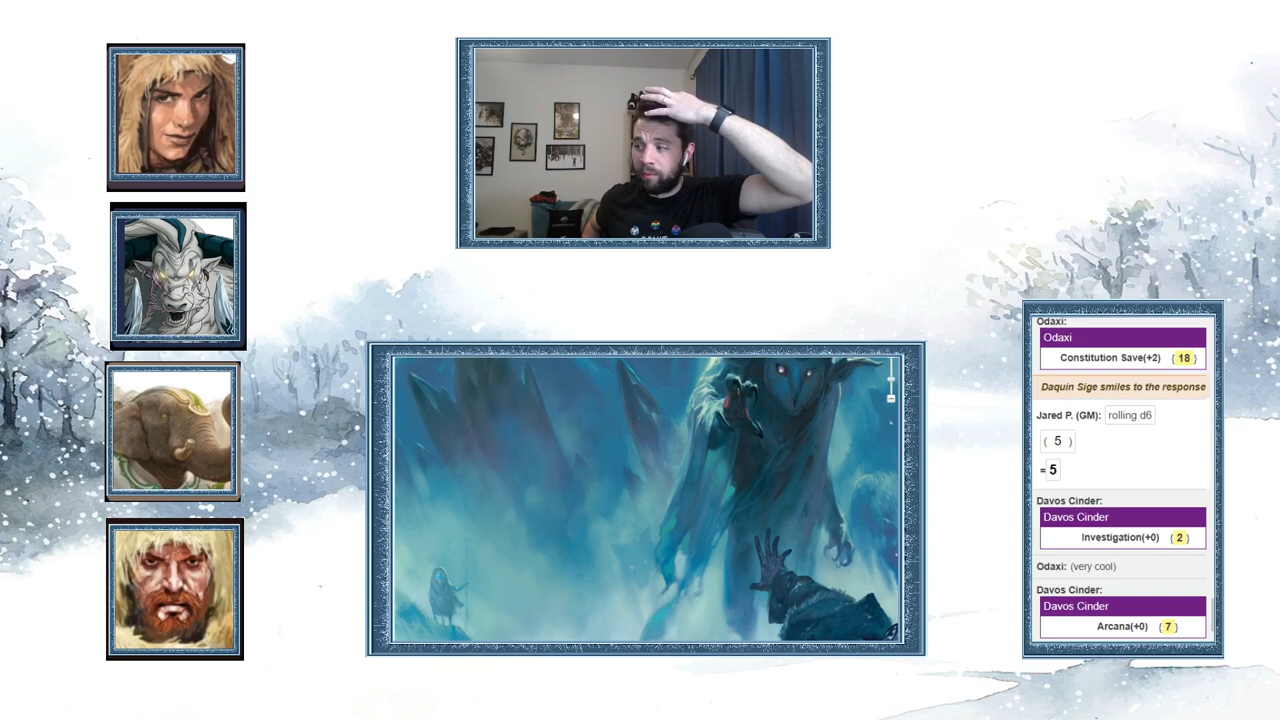 Odaxi:
Odaxi
Constitution Save(+2) (18)
Daquin Sige smiles to the response
Jared P. (GM): rolling d6
( 5 )
=5
Davos Cinder:
Davos Cinder
Investigation(+0) (2)
Odaxi: (very cool)
Davos Cinder:
Davos Cinder
Arcana(+0) (7)